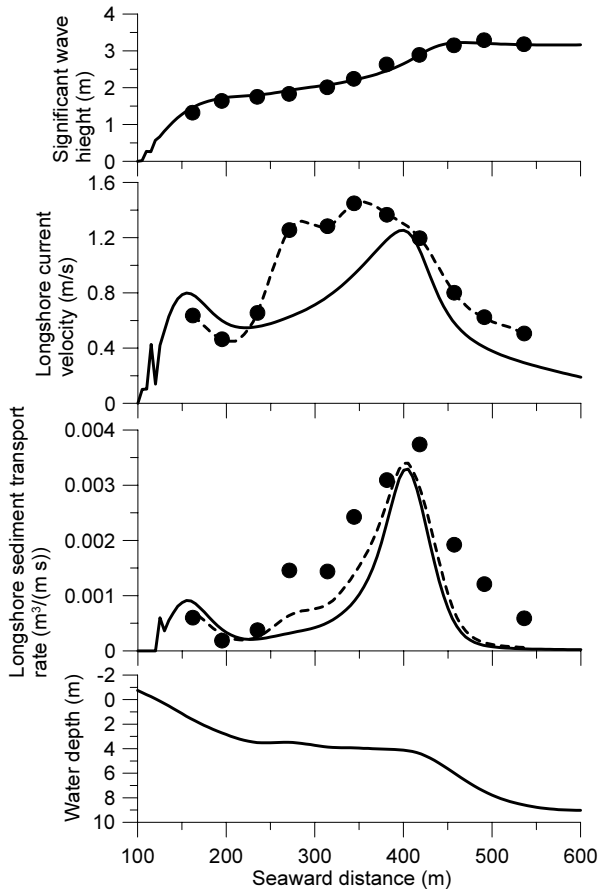 4
3
2
1
0
Significant wave
hieght (m)
1.6
1.2
0.8
0.4
0
Longshore current
velocity (m/s)
0.004
0.003
0.002
0.001
0
Longshore sediment transport
rate (m³/(m s))
-2
0
2
4
6
8
10
Water depth (m)
100 200 300 400 500 600
Seaward distance (m)